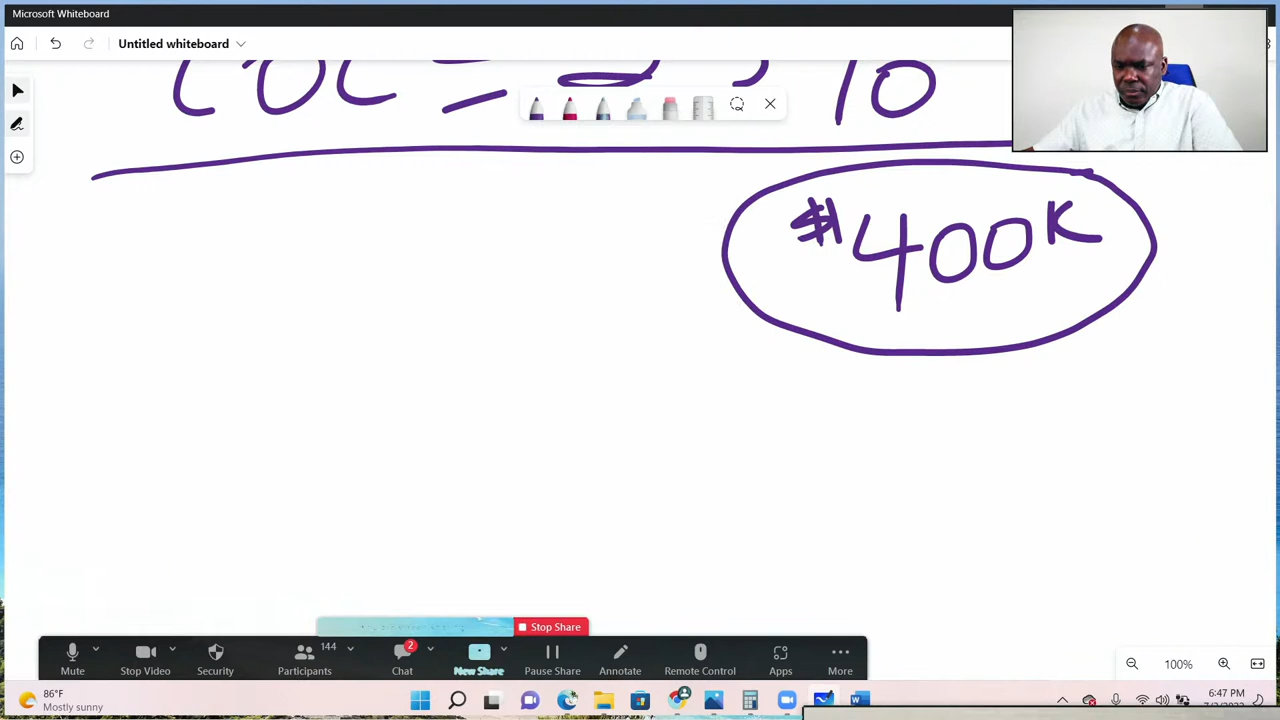 Microsoft Whiteboard
Untitled whiteboard
$400K
144
2
Stop Share
Mute
Stop Video
Security
Participants
Chat
New Share
Pause Share
Annotate
Remote Control
Apps
More
100%
86°F
Mostly sunny
6:47 PM